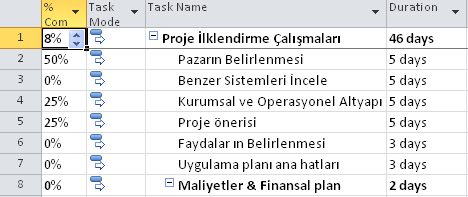 % Com Task Mode Task Name Duration
1 8% Proje İlklendirme Çalışmaları 46 days
2 50% Pazarın Belirlenmesi 5 days
3 0% Benzer Sistemleri İncele 5 days
4 25% Kurumsal ve Operasyonel Altyapı 5 days
5 25% Proje önerisi 5 days
6 0% Faydalar ın Belirlenmesi 3 days
7 0% Uygulama planı ana hatları 3 days
8 0% Maliyetler & Finansal plan 2 days